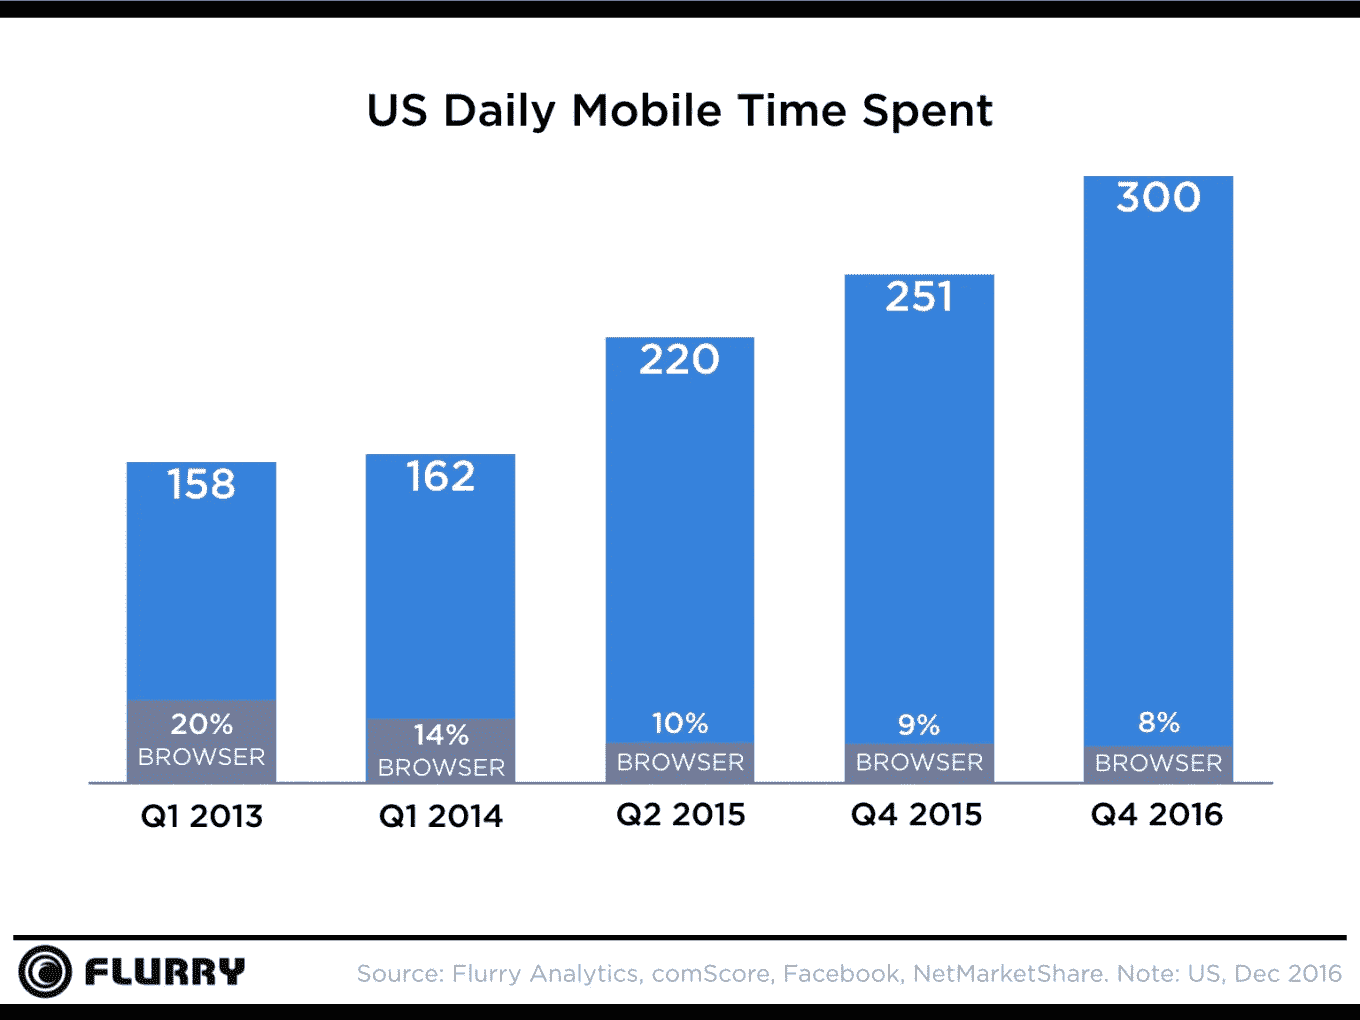 US Daily Mobile Time Spent
300
251
220
158
162
20%
BROWSER
14%
BROWSER
10%
BROWSER
9%
BROWSER
8%
BROWSER
Q1 2013
Q1 2014
Q2 2015
Q4 2015
Q4 2016
FLURRY
Source: Flurry Analytics, comScore, Facebook, NetMarketShare. Note: US, Dec 2016